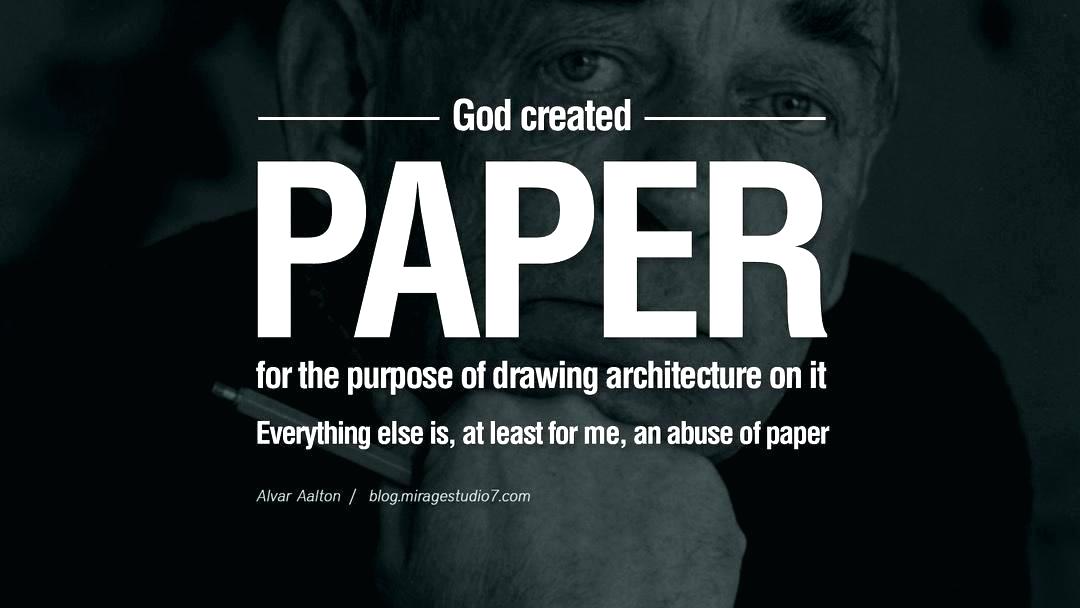 God created
PAPER
for the purpose of drawing architecture on it
Everything else is, at least for me, an abuse of paper
Alvar Aalton / blog.miragestudio7.com